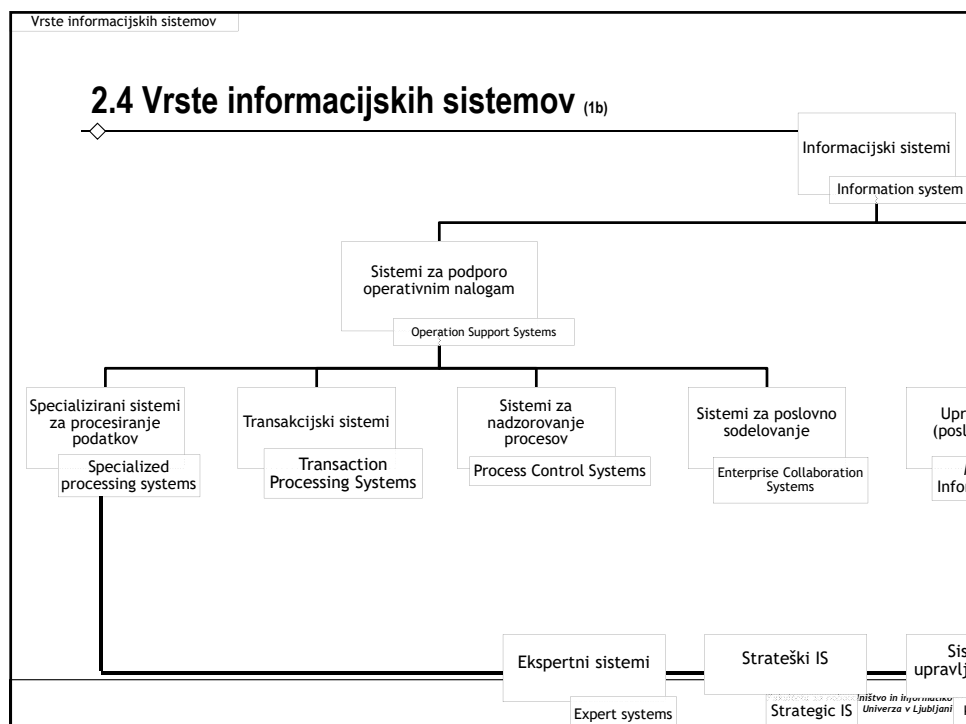 Vrste informacijskih sistemov
2.4 Vrste informacijskih sistemov (1b)
Informacijski sistemi
Information system
Sistemi za podporo
operativnim nalogam
Operation Support Systems
Specializirani sistemi
za procesiranje
podatkov
Specialized
processing systems
Transakcijski sistemi
Transaction
Processing Systems
Sistemi za
nadzorovanje
procesov
Process Control Systems
Sistemi za poslovno
sodelovanje
Enterprise Collaboration
Systems
Ekspertni sistemi
Expert systems
Strateški IS
Strategic IS
in informatiko
Univerza v Ljubljani